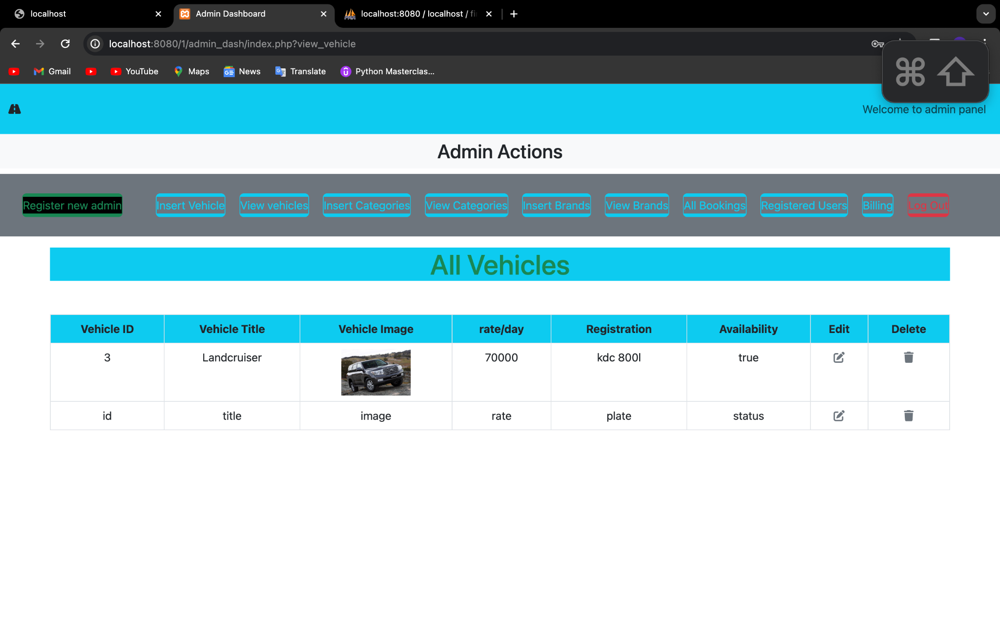 localhost
Admin Dashboard
localhost:8080 / localhost /
localhost:8080/1/admin_dash/index.php?view_vehicle
Gmail
YouTube
Maps
News
Translate
Python Masterclas...
Welcome to admin panel
Admin Actions
Register new admin
Insert Vehicle
View vehicles
Insert Categories
View Categories
Insert Brands
View Brands
All Bookings
Registered Users
Billing
Log Out
All Vehicles
Vehicle ID Vehicle Title Vehicle Image rate/day Registration Availability Edit Delete
3 Landcruiser 70000 kdc 800l true
id title image rate plate status